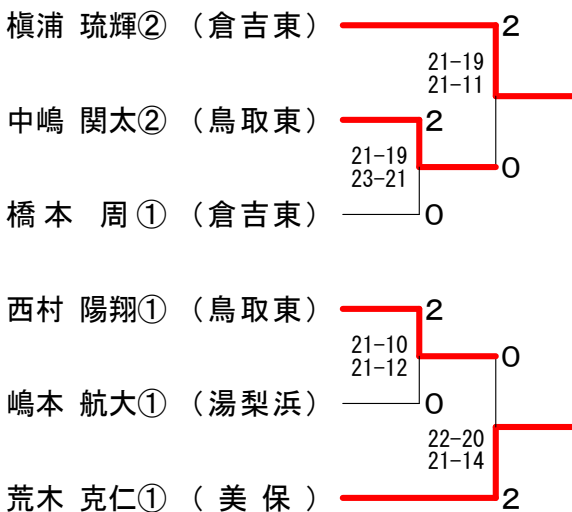 槇浦 琉輝② （倉吉東） 2
21-19
21-11
中嶋 関太② （鳥取東） 2
21-19
23-21
0
橋本 周① （倉吉東） 0
西村 陽翔① （鳥取東） 2
21-10
21-12
0
嶋本 航大① （湯梨浜） 0
22-20
21-14
荒木 克仁① （美保） 2